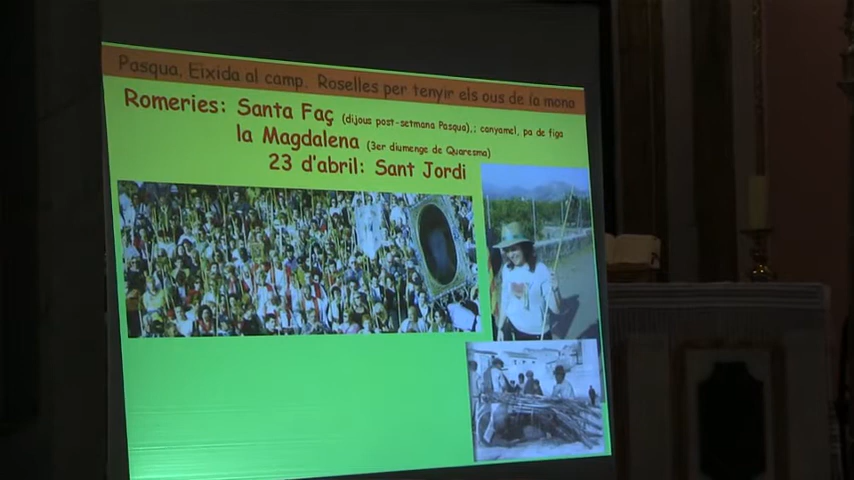 Pasqua, Eixida al camp. Roselles per tenyir els ous de la mona
Romeries: Santa Faç (dijous post-setmana Pasqua),; canyamel, pa de figa
la Magdalena (3er diumenge de Quaresma)
23 d'abril: Sant Jordi